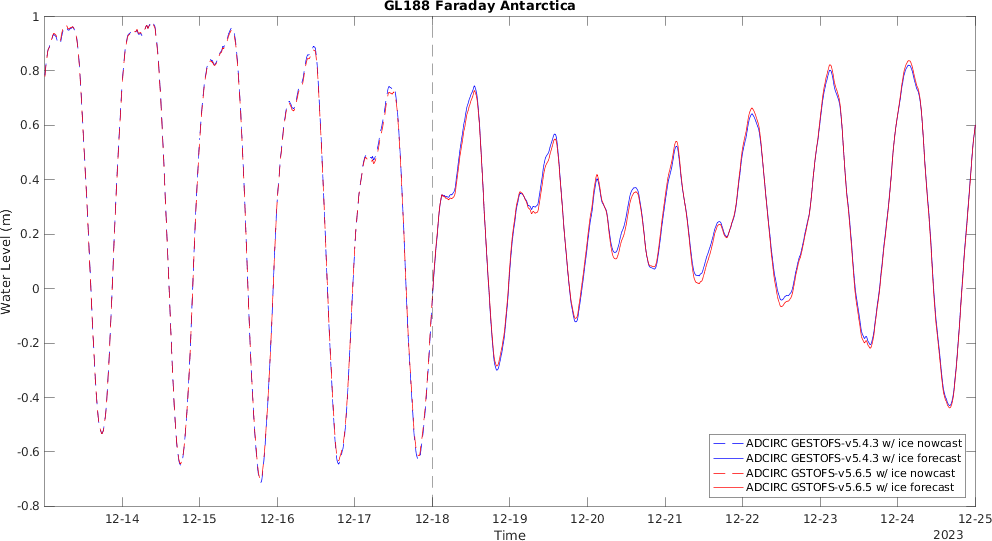 GL188 Faraday Antarctica
1
0.8
0.6
0.4
0.2
0
-0.2
-0.4
-0.6
-0.8
Water Level (m)
ADCIRC GESTOFS-v5.4.3 w/ ice nowcast
ADCIRC GESTOFS-v5.4.3 w/ ice forecast
ADCIRC GSTOFS-v5.6.5 w/ ice nowcast
ADCIRC GSTOFS-v5.6.5 w/ ice forecast
12-14 12-15 12-16 12-17 12-18 12-19 12-20 12-21 12-22 12-23 12-24 12-25
Time
2023